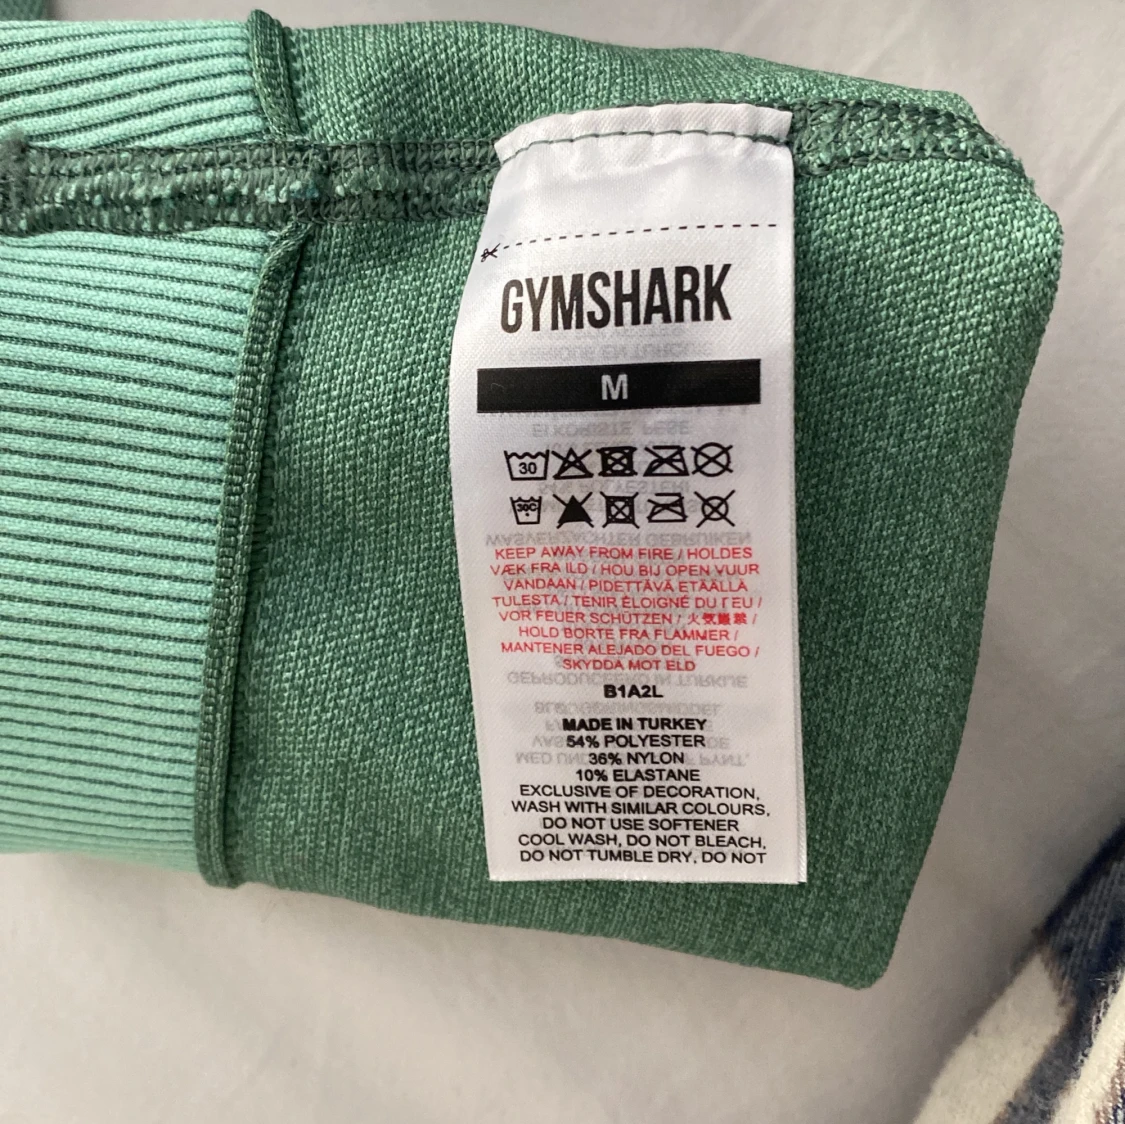 GYMSHARK
M
30
30C
KEEP AWAY FROM FIRE / HOLDES
VÆK FRA ILD / HOU BIJ OPEN VUUR
VANDAAN / PIDETTÄVÄ ETÄÄLLÄ
TULESTA / TENIR ÉLOIGNÉ DU FEU /
VOR FEUER SCHÜTZEN / 火気厳禁 /
HOLD BORTE FRA FLAMMER /
MANTENER ALEJADO DEL FUEGO /
SKYDDA MOT ELD
B1A2L
MADE IN TURKEY
54% POLYESTER
36% NYLON
10% ELASTANE
EXCLUSIVE OF DECORATION,
WASH WITH SIMILAR COLOURS,
DO NOT USE SOFTENER
COOL WASH, DO NOT BLEACH,
DO NOT TUMBLE DRY, DO NOT